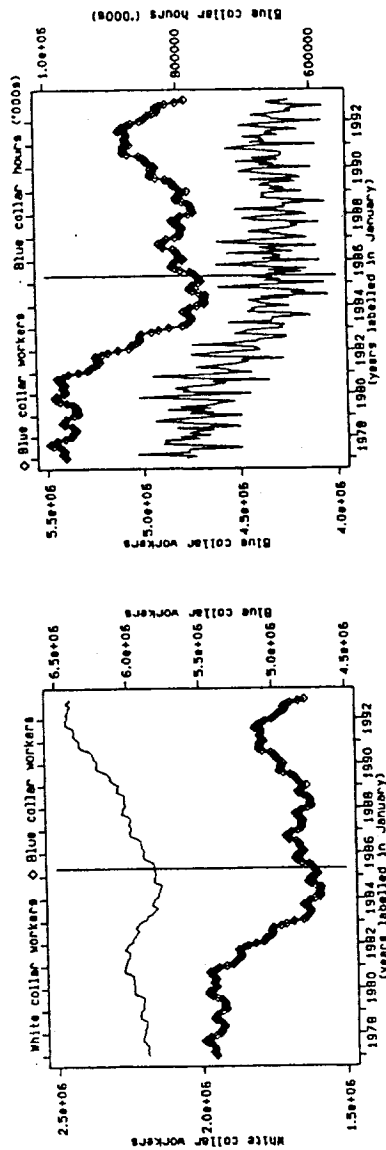 White collar workers ◇ Blue collar workers
2.5e+06
2.0e+06
1.5e+06
White collar workers
6.5e+06
6.0e+06
5.5e+06
5.0e+06
4.5e+06
Blue collar workers
1978 1980 1982 1984 1986 1988 1990 1992
(years labelled in January)
◇ Blue collar workers Blue collar hours ('000s)
5.5e+06
5.0e+06
4.5e+06
4.0e+06
Blue collar workers
1.0e+06
800000
600000
Blue collar hours ('000s)
1978 1980 1982 1984 1986 1988 1990 1992
(years labelled in January)